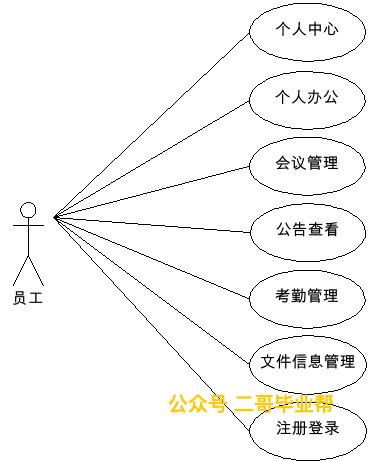 个人中心
个人办公
会议管理
公告查看
员工
考勤管理
文件信息管理
公众号 二哥毕业帮
注册登录